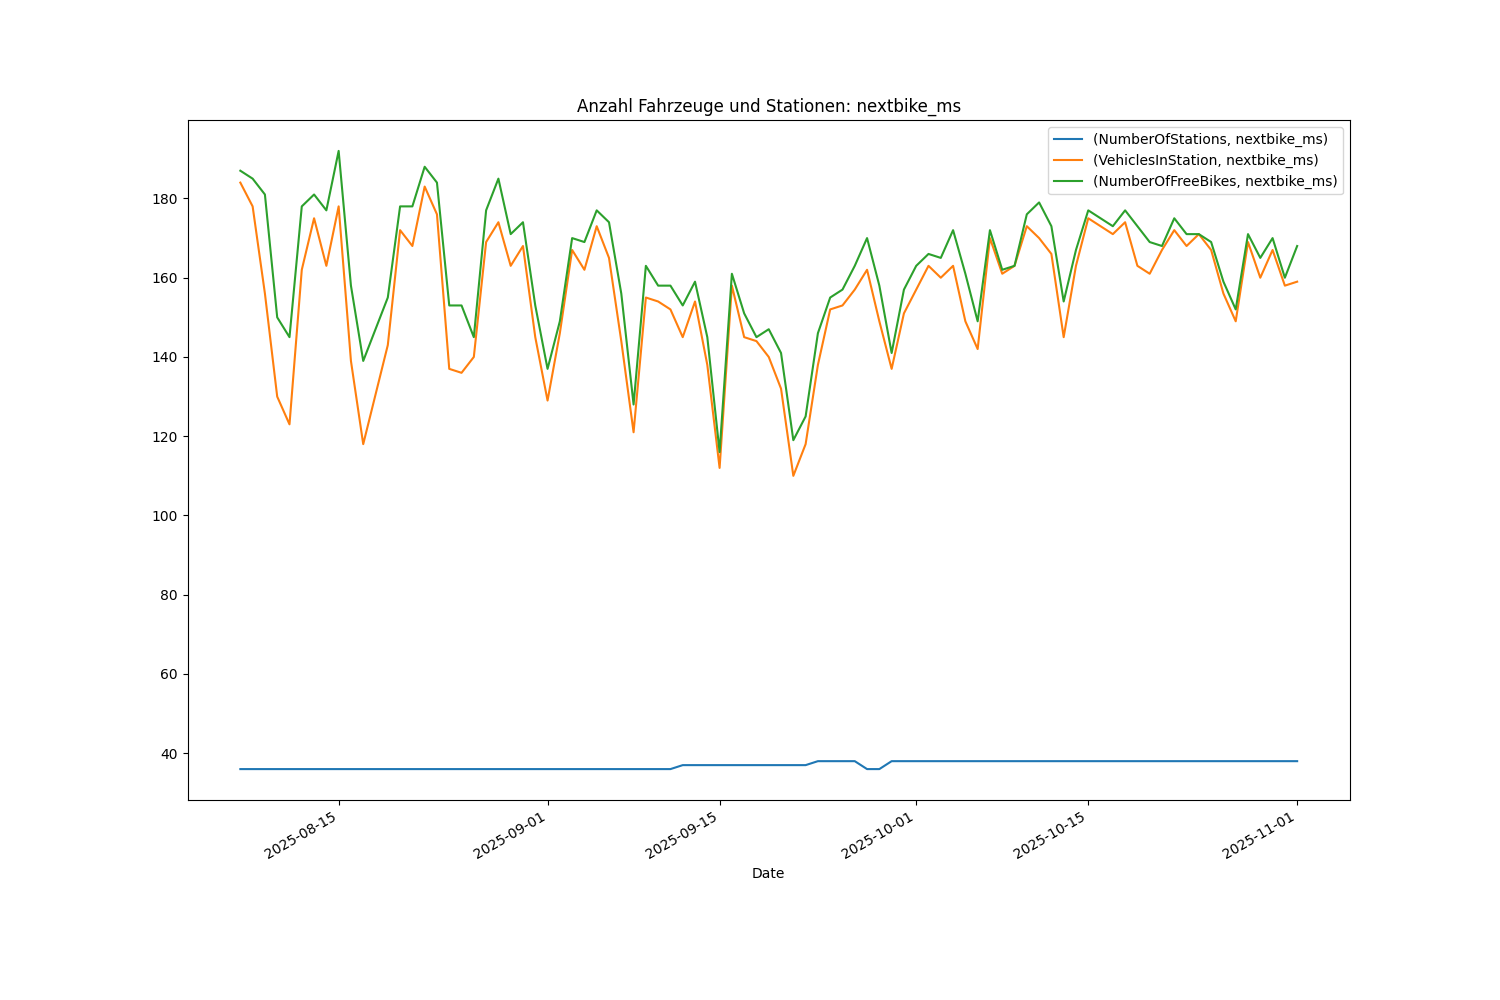 Anzahl Fahrzeuge und Stationen: nextbike_ms
(NumberOfStations, nextbike_ms)
(VehiclesInStation, nextbike_ms)
(NumberOfFreeBikes, nextbike_ms)
180
160
140
120
100
80
60
40
2025-08-15
2025-09-01
2025-09-15
2025-10-01
2025-10-15
2025-11-01
Date